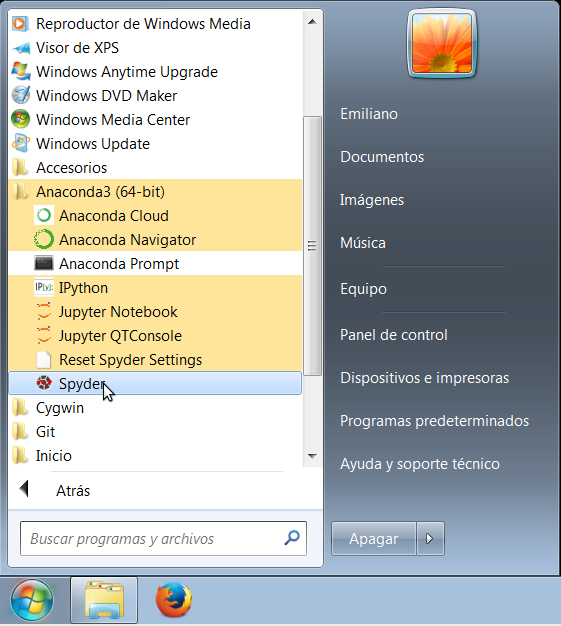 Reproductor de Windows Media
Visor de XPS
Windows Anytime Upgrade
Windows DVD Maker
Windows Media Center
Windows Update
Accesorios
Anaconda3 (64-bit)
Anaconda Cloud
Anaconda Navigator
Anaconda Prompt
IP[y]: IPython
Jupyter Notebook
Jupyter QTConsole
Reset Spyder Settings
Spyder
Cygwin
Git
Inicio
Atrás
Buscar programas y archivos
Emiliano
Documentos
Imágenes
Música
Equipo
Panel de control
Dispositivos e impresoras
Programas predeterminados
Ayuda y soporte técnico
Apagar